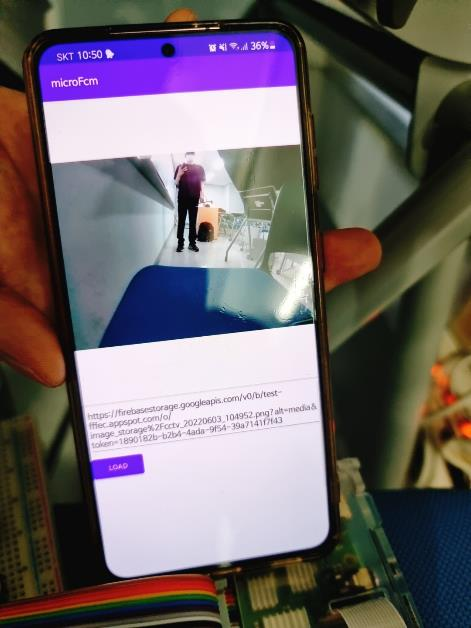 SKT 10:50
36%
microFcm
https://firebasestorage.googleapis.com/v0/b/test-
fffec.appspot.com/o/
image_storage%2Fcctv_20220603_104952.png?alt=media&
token=1890182b-b2b4-4ada-9f54-39a7141f7f43
LOAD